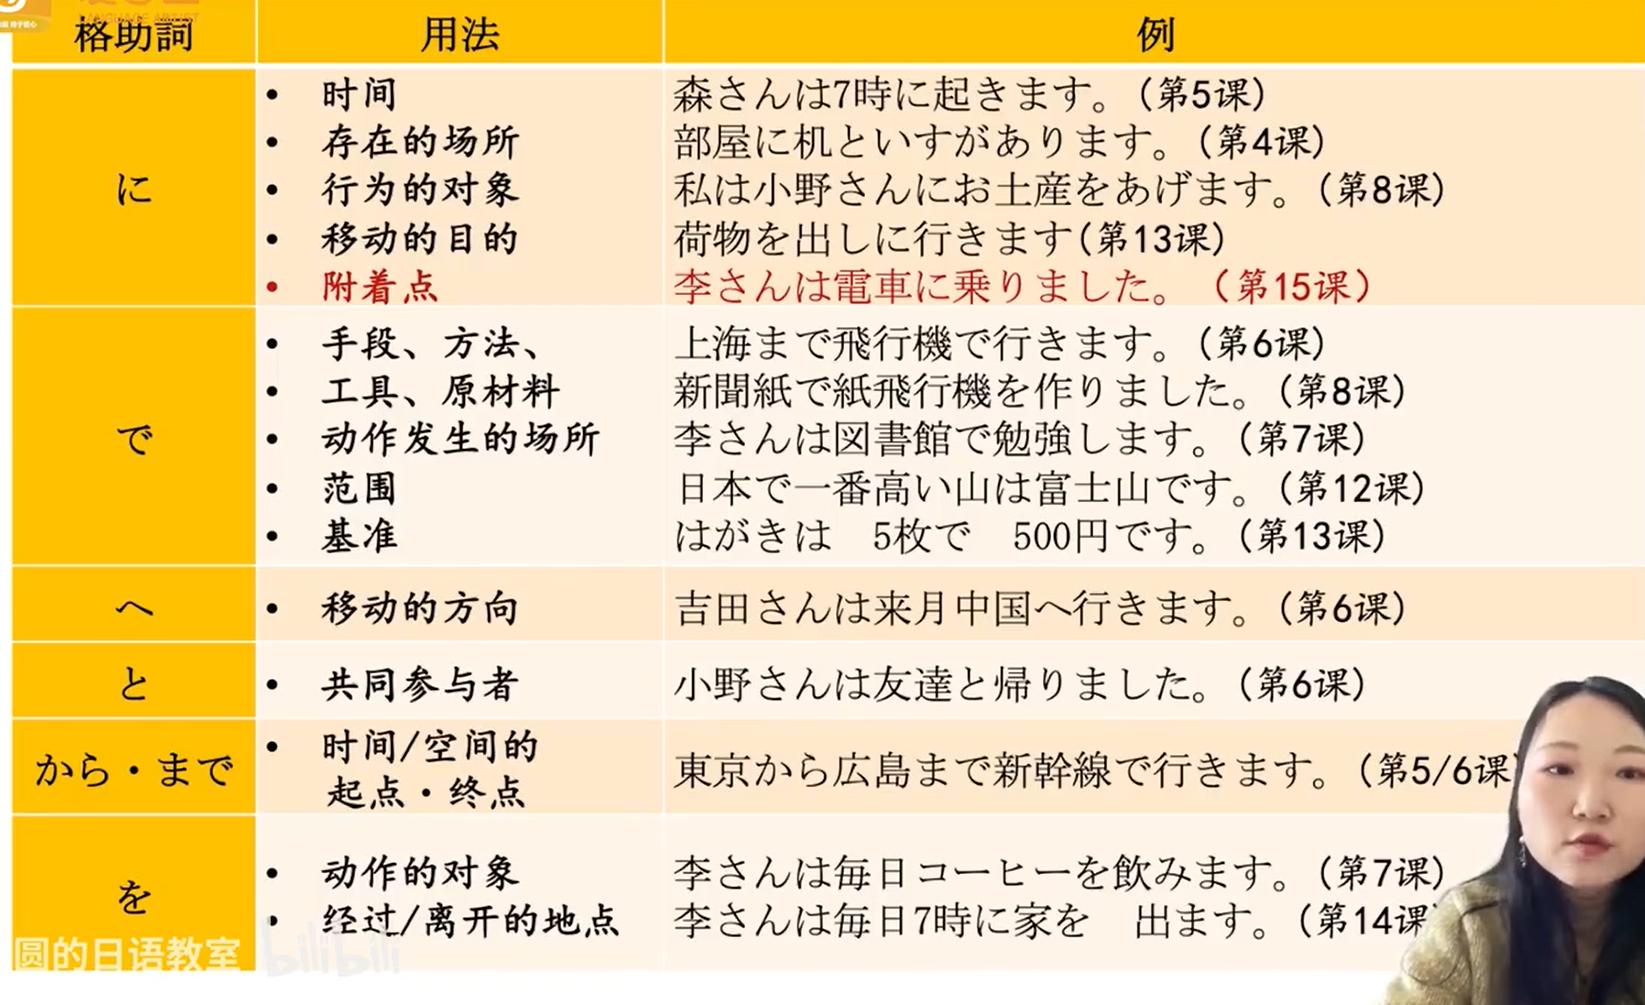 LANGUAGE ARTIST
格助詞 用法 例
に
• 时间 森さんは7時に起きます。(第5课)
• 存在的场所 部屋に机といすがあります。(第4课)
• 行为的对象 私は小野さんにお土産をあげます。(第8课)
• 移动的目的 荷物を出しに行きます(第13课)
• 附着点 李さんは電車に乗りました。（第15课）
で
• 手段、方法、 上海まで飛行機で行きます。(第6课)
• 工具、原材料 新聞紙で紙飛行機を作りました。(第8课)
• 动作发生的场所 李さんは図書館で勉強します。(第7课)
• 范围 日本で一番高い山は富士山です。(第12课)
• 基准 はがきは　5枚で　500円です。(第13课)
へ
• 移动的方向 吉田さんは来月中国へ行きます。(第6课)
と
• 共同参与者 小野さんは友達と帰りました。(第6课)
から・まで
• 时间/空间的 東京から広島まで新幹線で行きます。(第5/6课
起点・终点
を
• 动作的对象 李さんは毎日コーヒーを飲みます。(第7课)
• 经过/离开的地点 李さんは毎日7時に家を　出ます。(第14课
圆的日语教室 bilibili